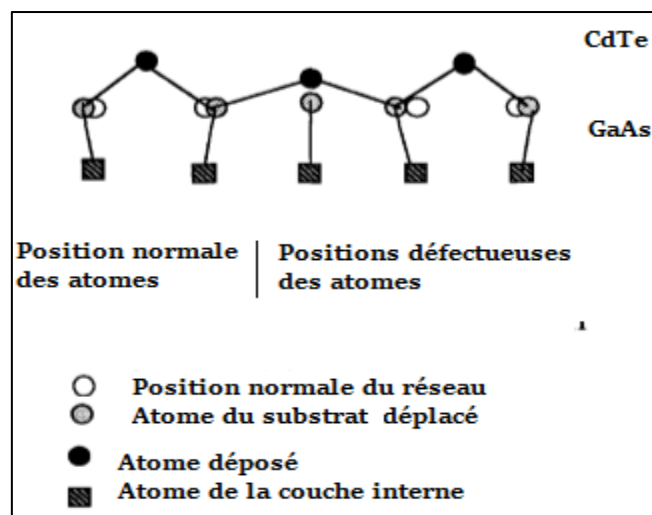 CdTe
GaAs
Position normale
des atomes
Positions défectueuses
des atomes
Position normale du réseau
Atome du substrat déplacé
Atome déposé
Atome de la couche interne